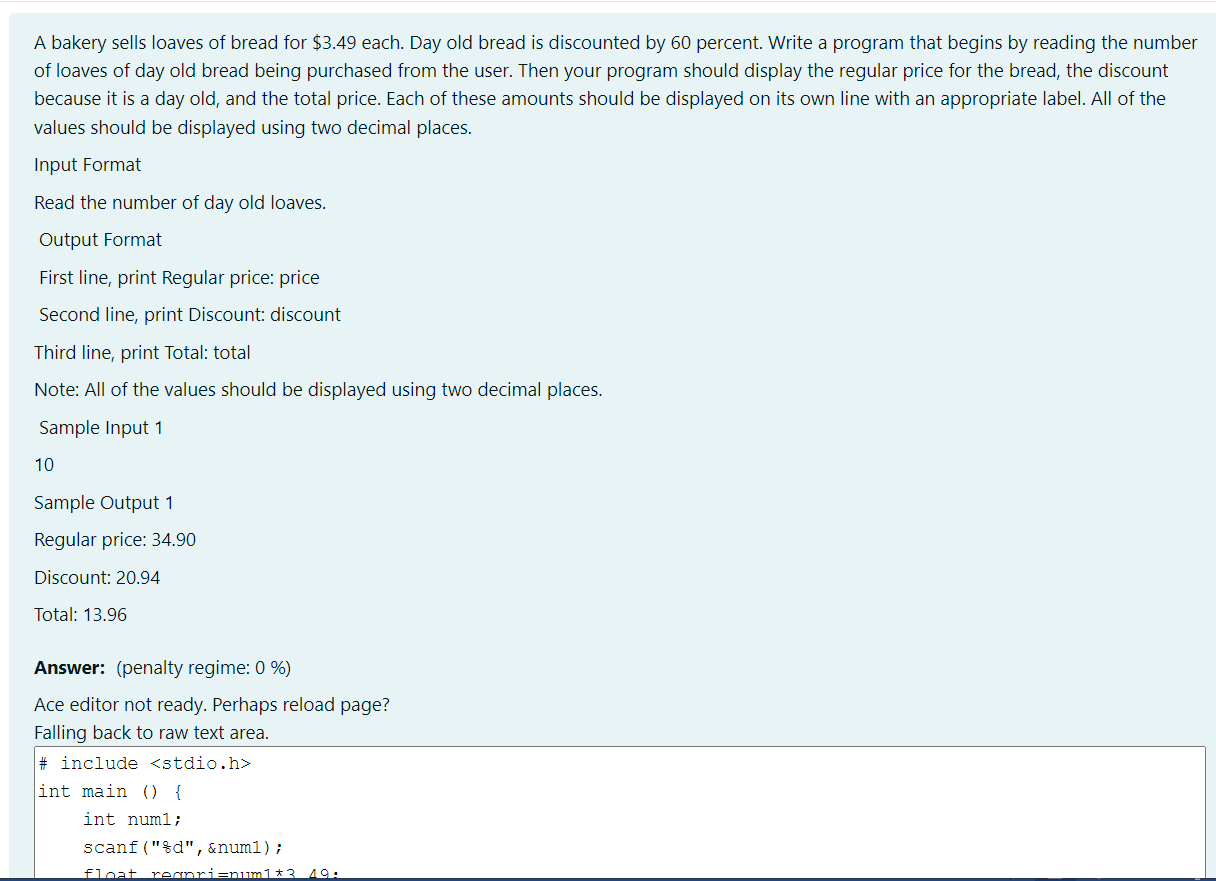 A bakery sells loaves of bread for $3.49 each. Day old bread is discounted by 60 percent. Write a program that begins by reading the number
of loaves of day old bread being purchased from the user. Then your program should display the regular price for the bread, the discount
because it is a day old, and the total price. Each of these amounts should be displayed on its own line with an appropriate label. All of the
values should be displayed using two decimal places.
Input Format
Read the number of day old loaves.
Output Format
First line, print Regular price: price
Second line, print Discount: discount
Third line, print Total: total
Note: All of the values should be displayed using two decimal places.
Sample Input 1
10
Sample Output 1
Regular price: 34.90
Discount: 20.94
Total: 13.96
Answer: (penalty regime: 0 %)
Ace editor not ready. Perhaps reload page?
Falling back to raw text area.
# include <stdio.h>
int main () {
int num1;
scanf("%d",&num1);
float regpri=num1*3.49;